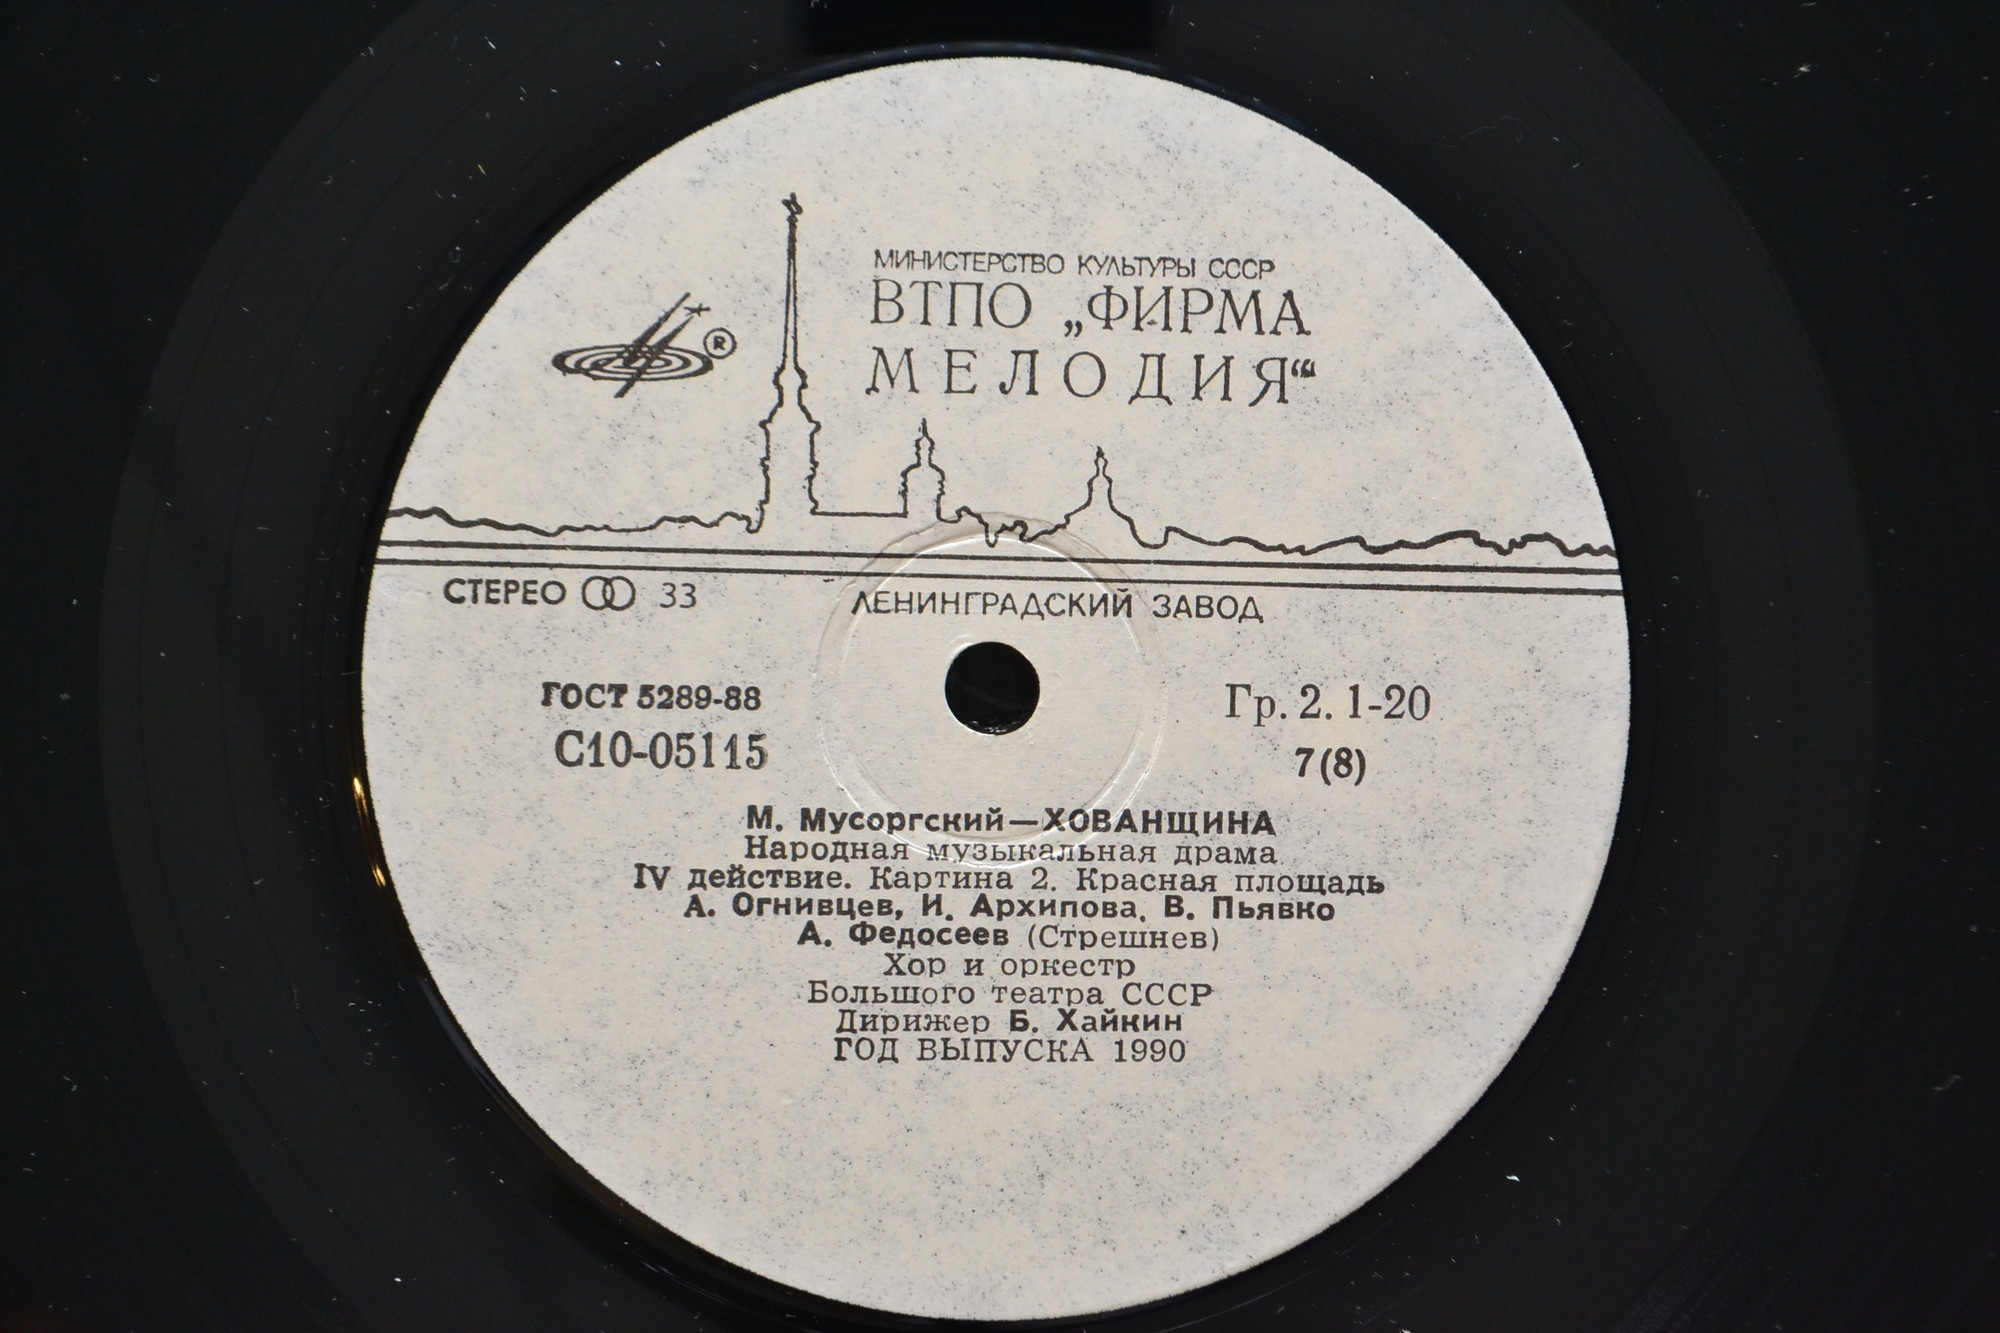 МИНИСТЕРСТВО КУЛЬТУРЫ СССР
ВТПО „ФИРМА
МЕЛОДИЯ“
®
СТЕРЕО 33
ЛЕНИНГРАДСКИЙ ЗАВОД
ГОСТ 5289-88
Гр. 2. 1-20
С10-05115
7(8)
М. Мусоргский—ХОВАНЩИНА
Народная музыкальная драма
IV действие. Картина 2. Красная площадь
А. Огнивцев, И. Архипова, В. Пьявко
А. Федосеев (Стрешнев)
Хор и оркестр
Большого театра СССР
Дирижер Б. Хайкин
ГОД ВЫПУСКА 1990